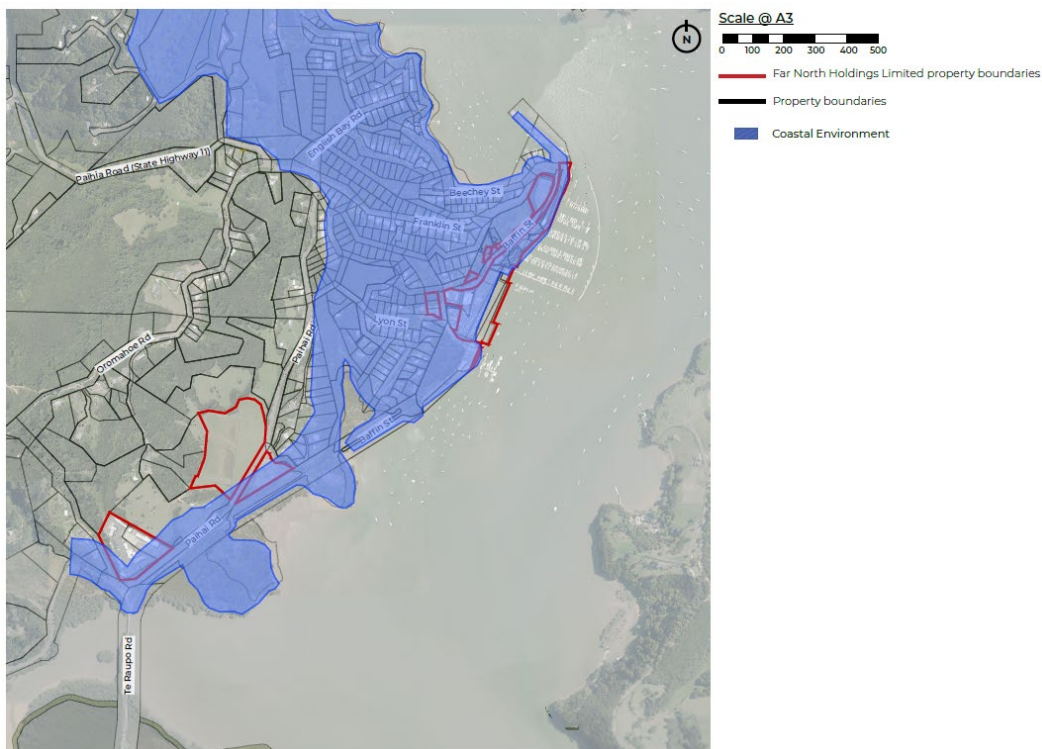 Scale @ A3
0 100 200 300 400 500
Far North Holdings Limited property boundaries
Property boundaries
Coastal Environment
N
English Bay Rd
Paihia Road (State Highway 11)
Beechey St
Franklin St
Baffin St
Lyon St
Paihai Rd
Oromahoe Rd
Baffin St
Paihai Rd
Te Raupo Rd